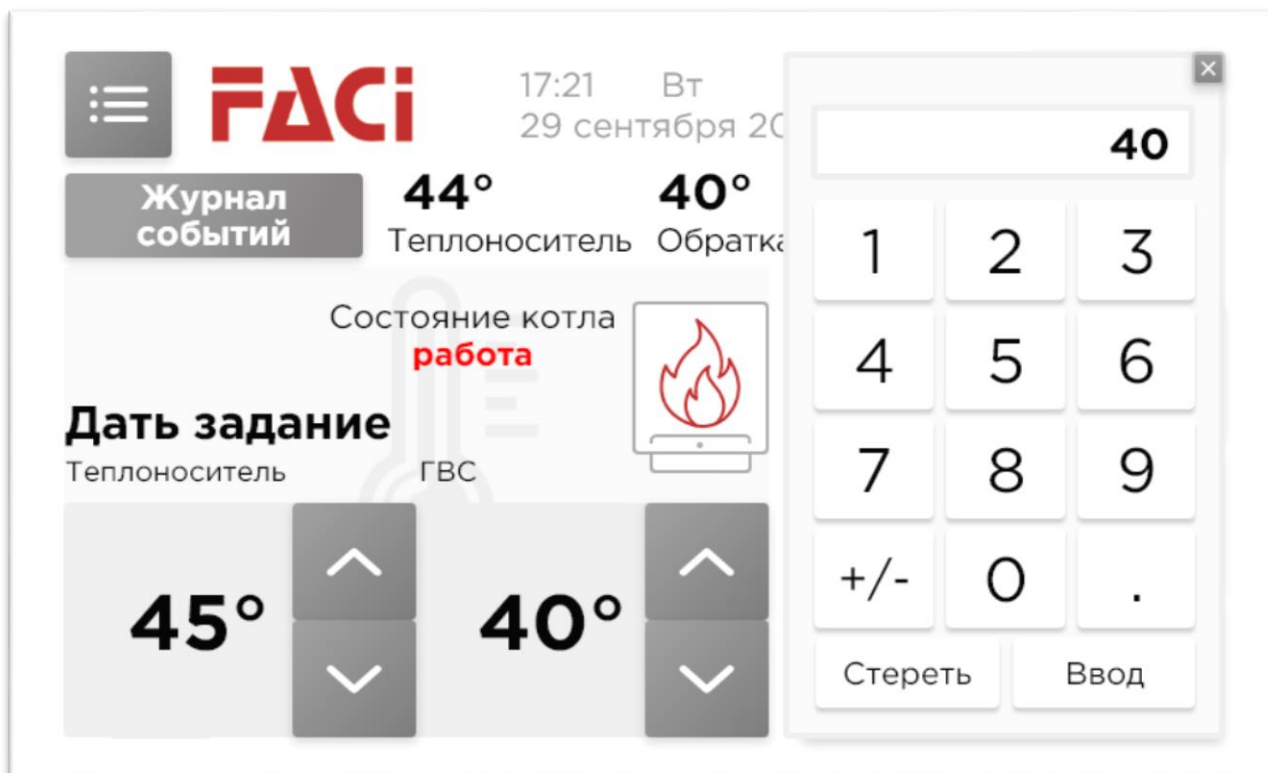 FACi
17:21 Вт
29 сентября 20
Журнал
событий
44°
Теплоноситель
40°
Обратка
Состояние котла
работа
Дать задание
Теплоноситель
ГВС
45°
40°
×
40
1 2 3
4 5 6
7 8 9
+/- 0 .
Стереть Ввод